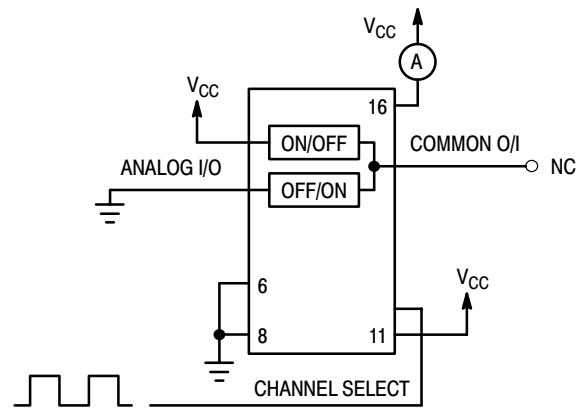 VCC
A
VCC
16
ON/OFF
COMMON O/I
NC
ANALOG I/O
OFF/ON
VCC
6
8
11
CHANNEL SELECT